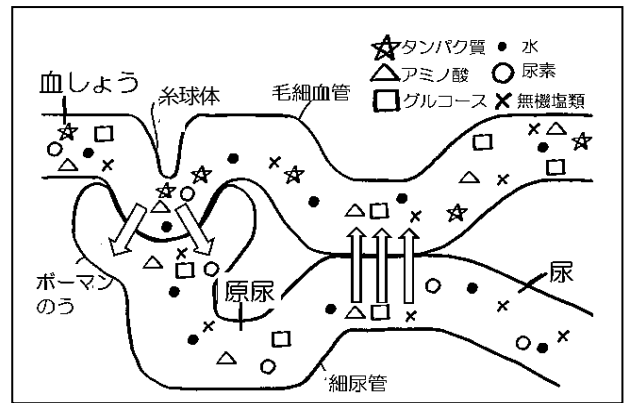 タンパク質 水
アミノ酸 尿素
グルコース 無機塩類
血しょう
糸球体
毛細血管
ボーマン
のう
原尿
尿
細尿管